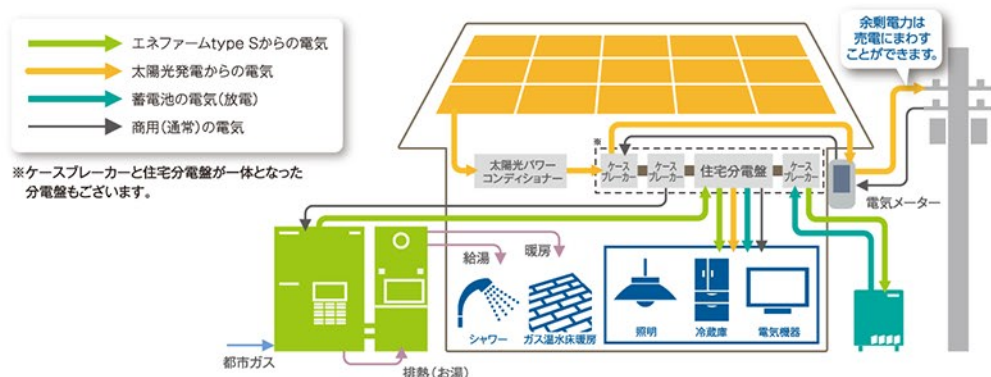 エネファームtype Sからの電気
太陽光発電からの電気
蓄電池の電気(放電)
商用(通常)の電気
※ケースブレーカーと住宅分電盤が一体となった
分電盤もございます。
余剰電力は
売電にまわす
ことができます。
※
太陽光パワー
コンディショナー
ケース
ブレーカー
ケース
ブレーカー
住宅分電盤
ケース
ブレーカー
電気メーター
給湯
暖房
シャワー
ガス温水床暖房
照明
冷蔵庫
電気機器
都市ガス
排熱(お湯)